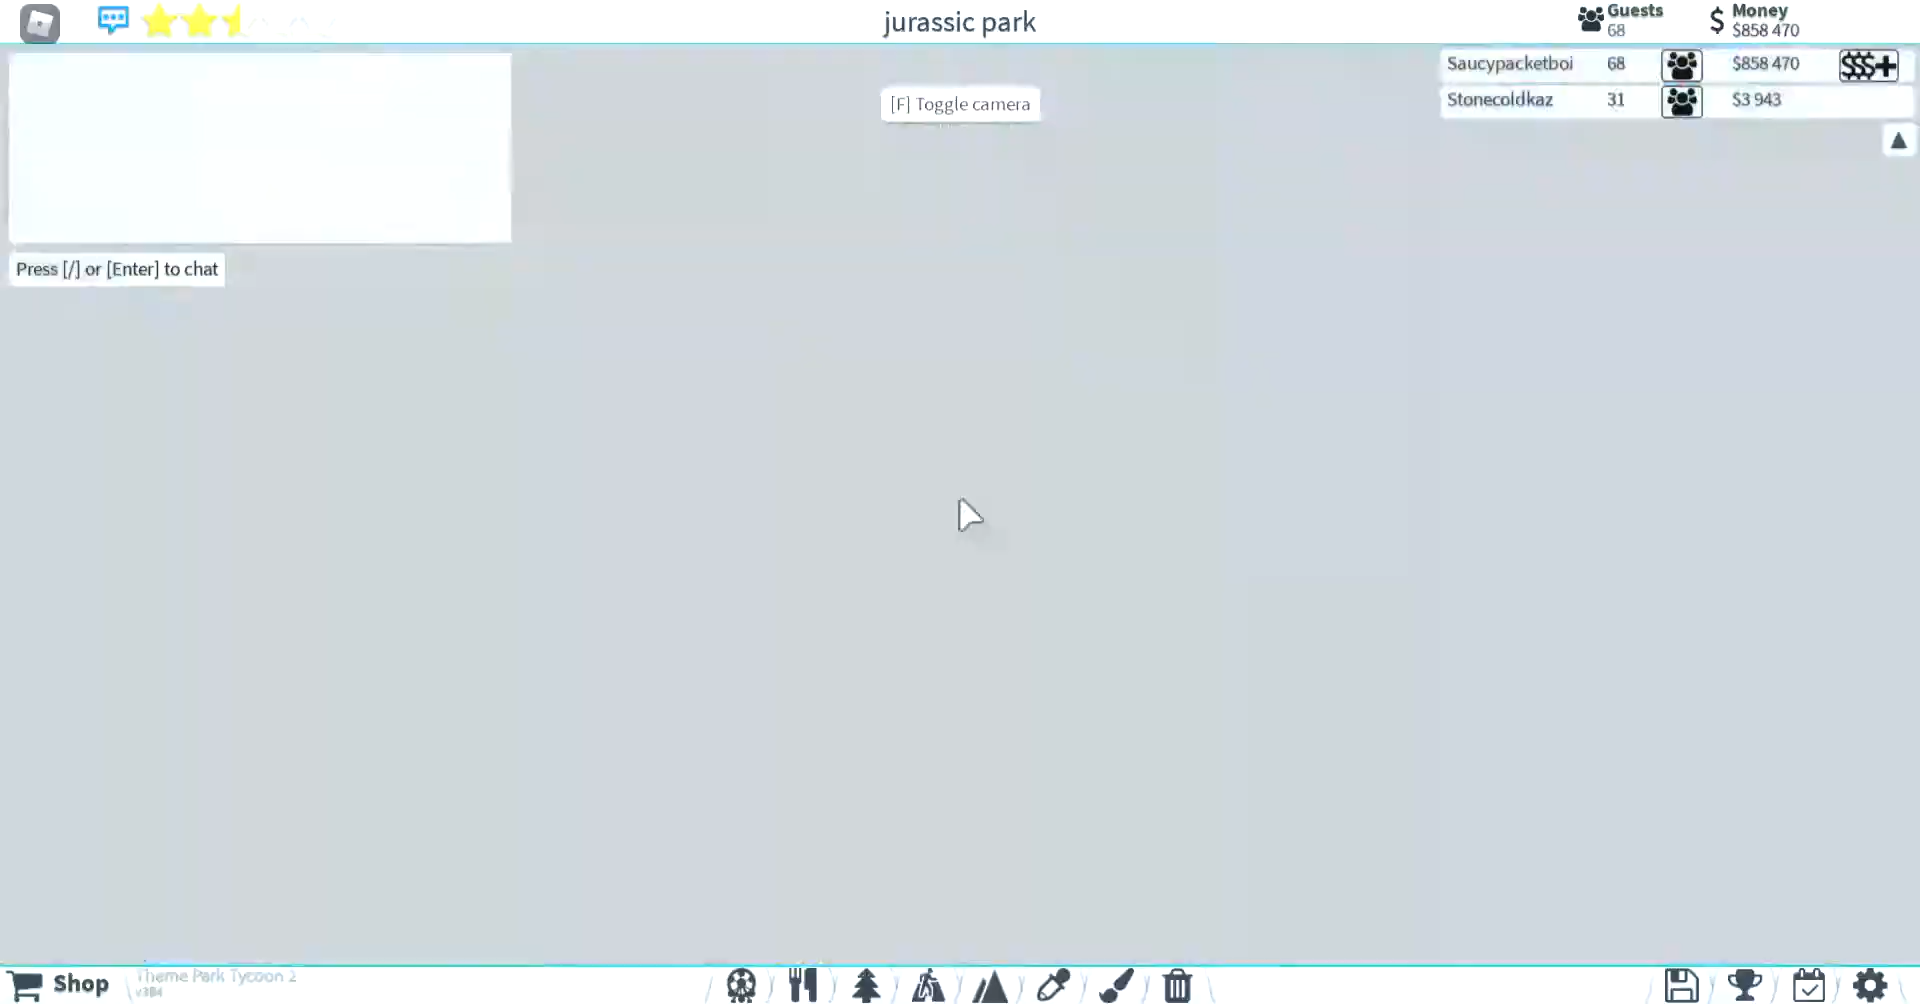 jurassic park
Guests
68
$ Money
$858 470
Saucypacketboi 68 $858 470 $$$+
Stonecoldkaz 31 $3 943
[F] Toggle camera
Press [/] or [Enter] to chat
Shop
Theme Park Tycoon 2
v384